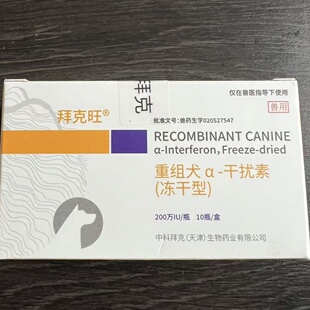 拜克
仅在兽医指导下使用
兽用
拜克旺®
批准文号:兽药生字020527547
RECOMBINANT CANINE
α-Interferon, Freeze-dried
重组犬 α -干扰素
(冻干型)
200万IU/瓶 10瓶/盒
中科拜克(天津)生物药业有限公司